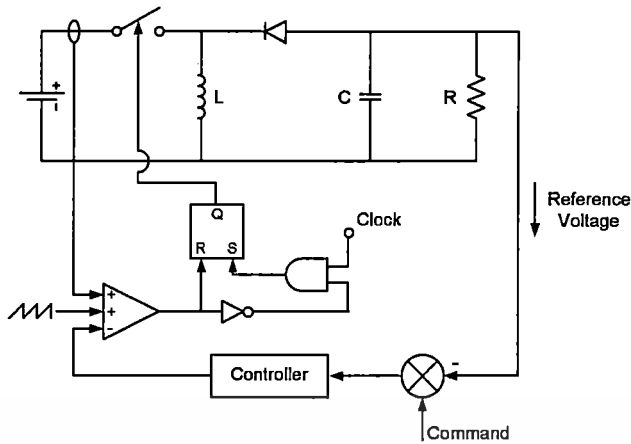 +
L
C
R
Reference
Voltage
Q
R S
Clock
+
+
-
Controller
-
Command